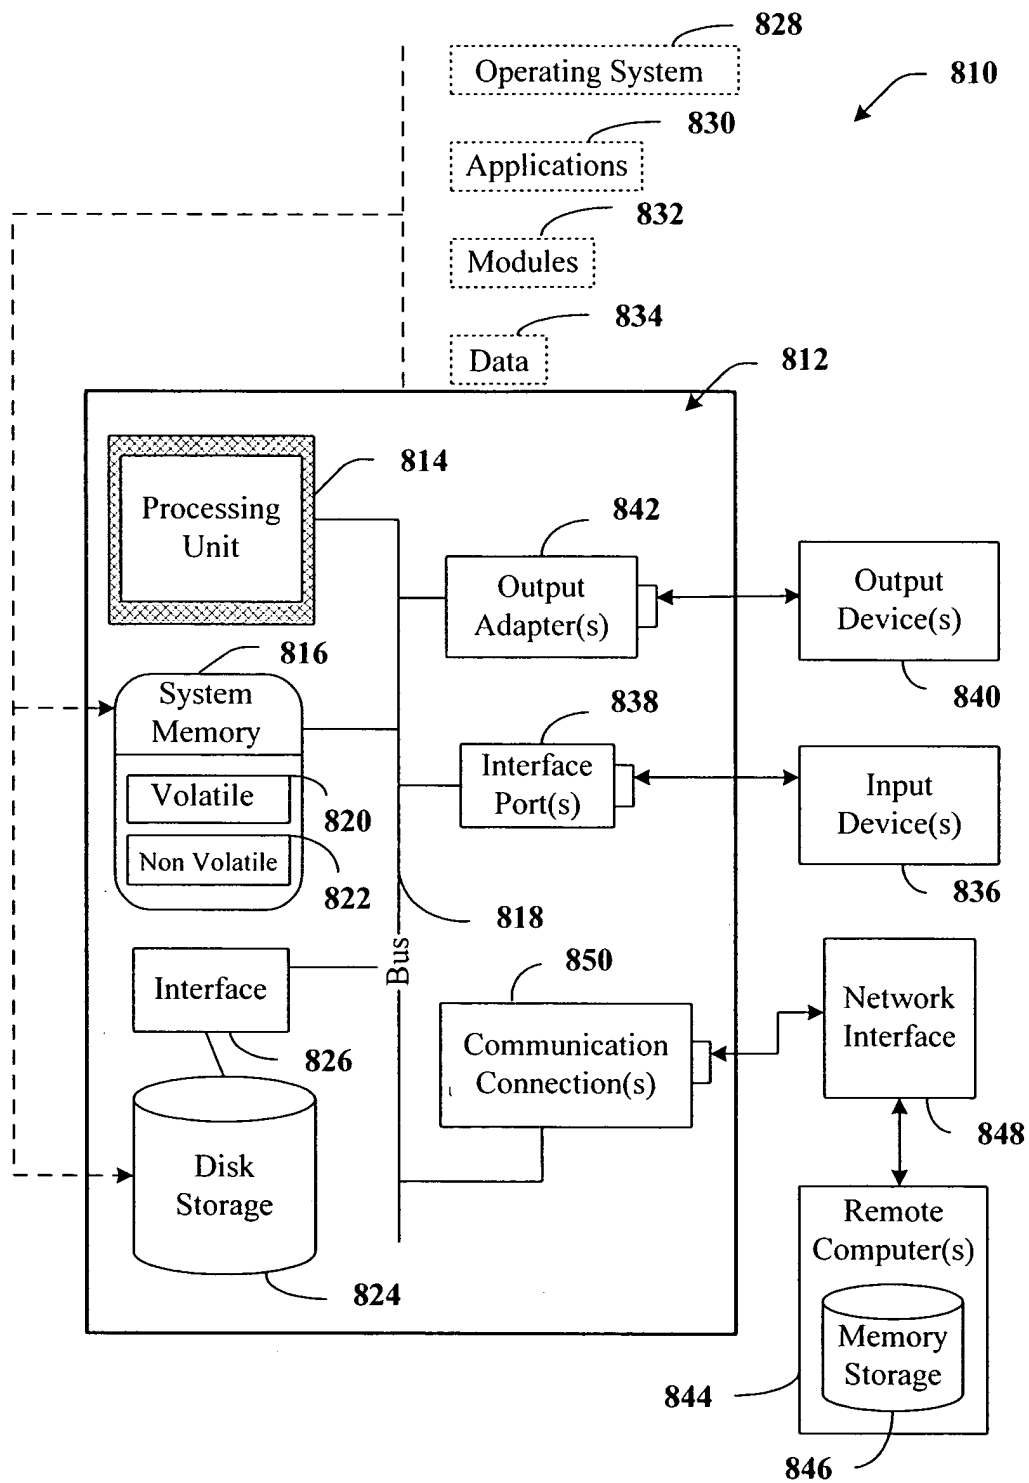 828
Operating System
810
830
Applications
832
Modules
834
Data
812
814
Processing
Unit
842
Output
Adapter(s)
Output
Device(s)
840
816
System
Memory
838
Interface
Port(s)
Input
Device(s)
836
Volatile
820
Non Volatile
822
818
Bus
850
Interface
826
Communication
Connection(s)
Network
Interface
848
Disk
Storage
824
Remote
Computer(s)
Memory
Storage
844
846